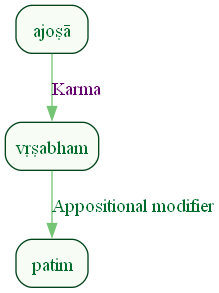 ajoṣā
Karma
vṛṣabham
Appositional modifier
patim